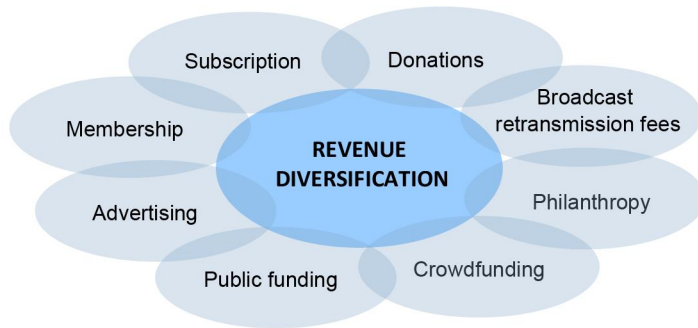 Subscription
Donations
Membership
Broadcast
retransmission fees
REVENUE
DIVERSIFICATION
Advertising
Philanthropy
Public funding
Crowdfunding